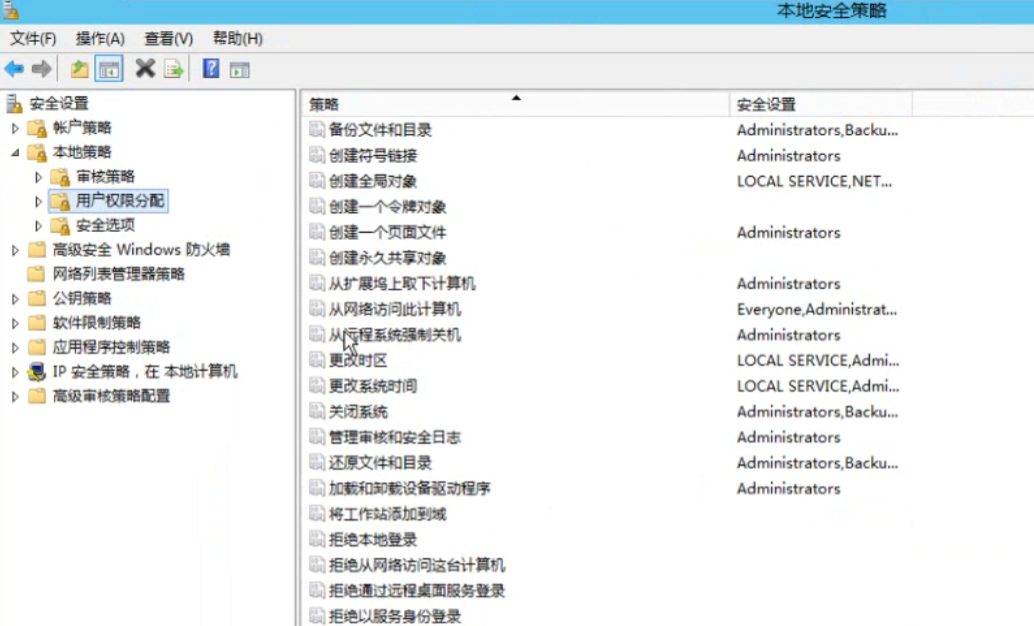 本地安全策略
文件(F) 操作(A) 查看(V) 帮助(H)
安全设置
帐户策略
本地策略
审核策略
用户权限分配
安全选项
高级安全 Windows 防火墙
网络列表管理器策略
公钥策略
软件限制策略
应用程序控制策略
IP 安全策略，在 本地计算机
高级审核策略配置
策略 安全设置
备份文件和目录 Administrators,Backu...
创建符号链接 Administrators
创建全局对象 LOCAL SERVICE,NET...
创建一个令牌对象
创建一个页面文件 Administrators
创建永久共享对象
从扩展坞上取下计算机 Administrators
从网络访问此计算机 Everyone,Administrat...
从远程系统强制关机 Administrators
更改时区 LOCAL SERVICE,Admi...
更改系统时间 LOCAL SERVICE,Admi...
关闭系统 Administrators,Backu...
管理审核和安全日志 Administrators
还原文件和目录 Administrators,Backu...
加载和卸载设备驱动程序 Administrators
将工作站添加到域
拒绝本地登录
拒绝从网络访问这台计算机
拒绝通过远程桌面服务登录
拒绝以服务身份登录